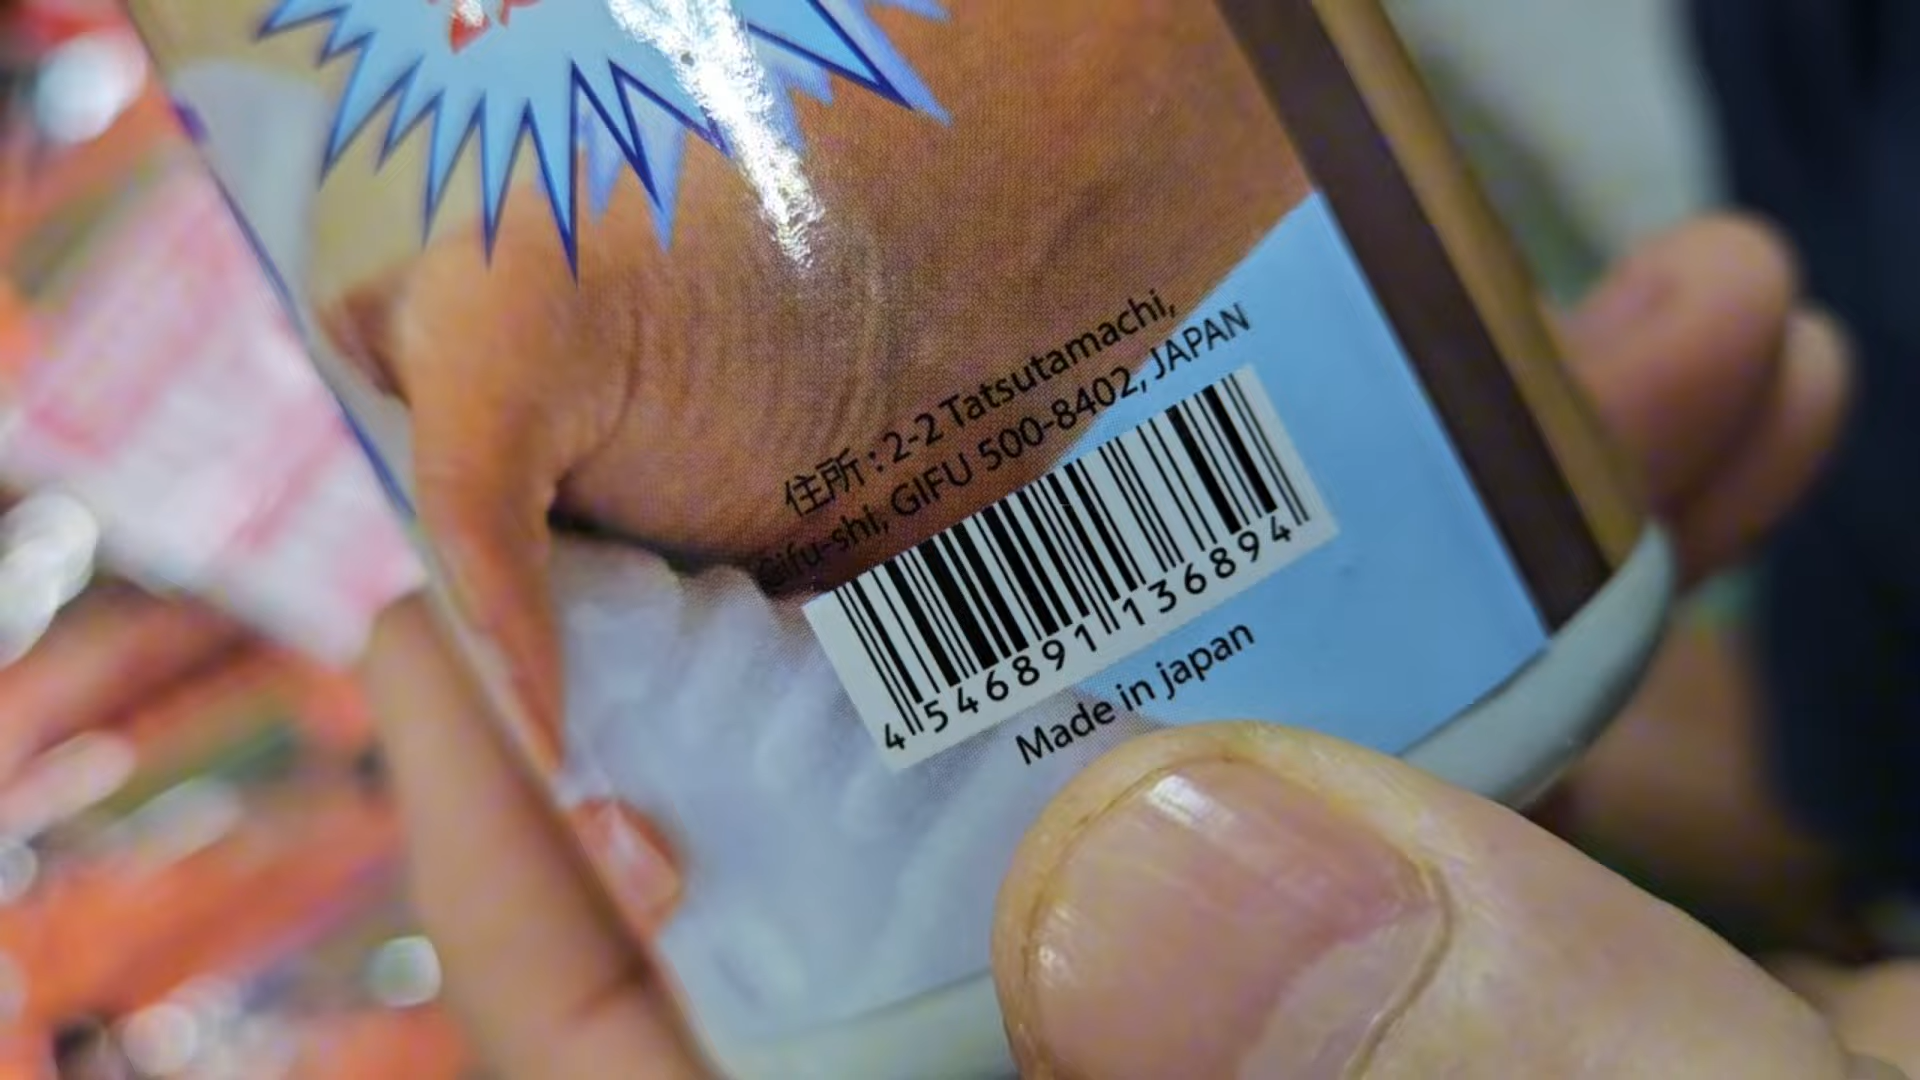 住所 : 2-2 Tatsutamachi,
Gifu-shi, GIFU 500-8402, JAPAN
4 546891 136894
Made in japan